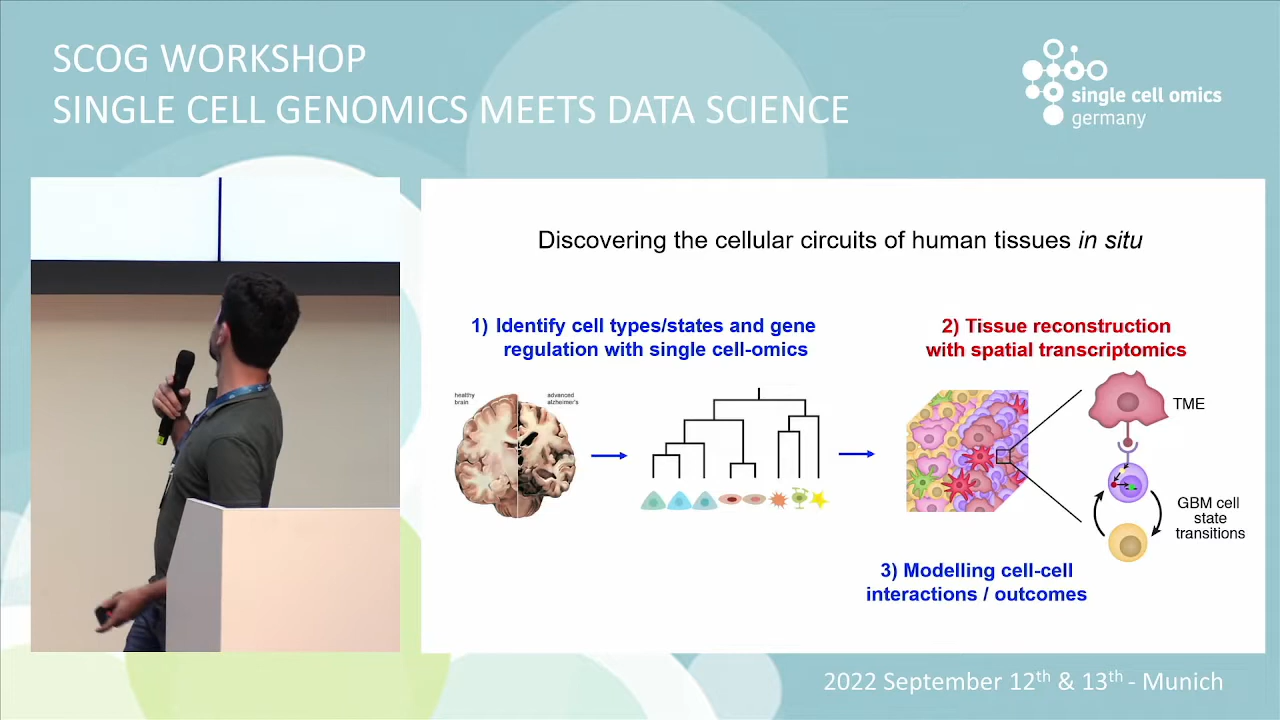 SCOG WORKSHOP
SINGLE CELL GENOMICS MEETS DATA SCIENCE
single cell omics
germany
Discovering the cellular circuits of human tissues in situ
1) Identify cell types/states and gene
regulation with single cell-omics
2) Tissue reconstruction
with spatial transcriptomics
healthy
brain
advanced
alzheimer's
TME
GBM cell
state
transitions
3) Modelling cell-cell
interactions / outcomes
2022 September 12th & 13th - Munich